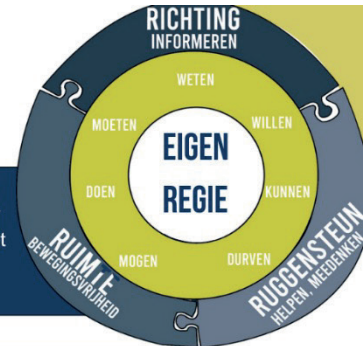 RICHTING
INFORMEREN
WETEN
MOETEN
WILLEN
EIGEN
REGIE
DOEN
KUNNEN
MOGEN
DURVEN
t
RUIMTE
BEWEGINGSVRIJHEID
RUGGENSTEUN
HELPEN, MEEDENKEN